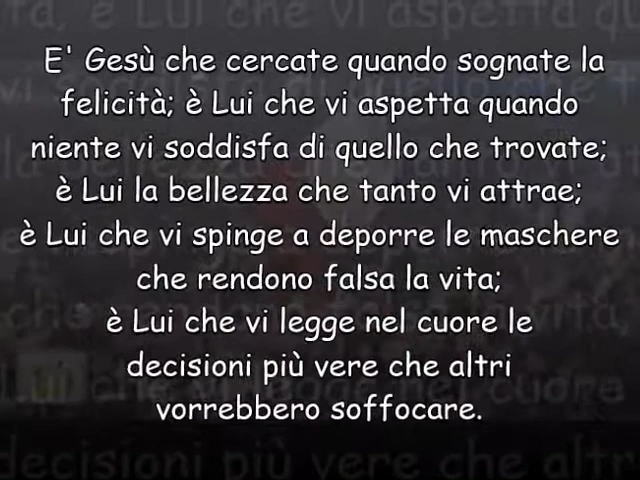 E' Gesù che cercate quando sognate la
felicità; è Lui che vi aspetta quando
niente vi soddisfa di quello che trovate;
è Lui la bellezza che tanto vi attrae;
è Lui che vi spinge a deporre le maschere
che rendono falsa la vita;
è Lui che vi legge nel cuore le
decisioni più vere che altri
vorrebbero soffocare.